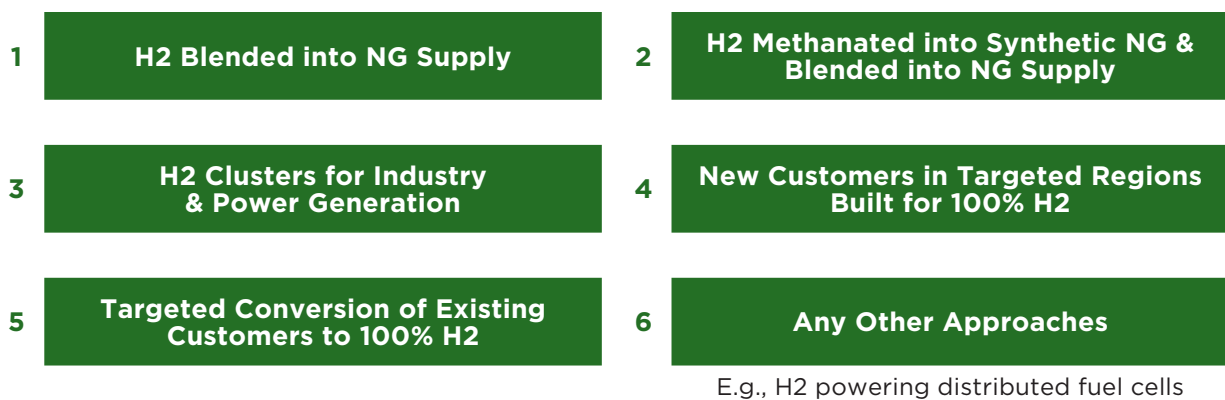 1
H2 Blended into NG Supply
2
H2 Methanated into Synthetic NG &
Blended into NG Supply
3
H2 Clusters for Industry
& Power Generation
4
New Customers in Targeted Regions
Built for 100% H2
5
Targeted Conversion of Existing
Customers to 100% H2
6
Any Other Approaches
E.g., H2 powering distributed fuel cells